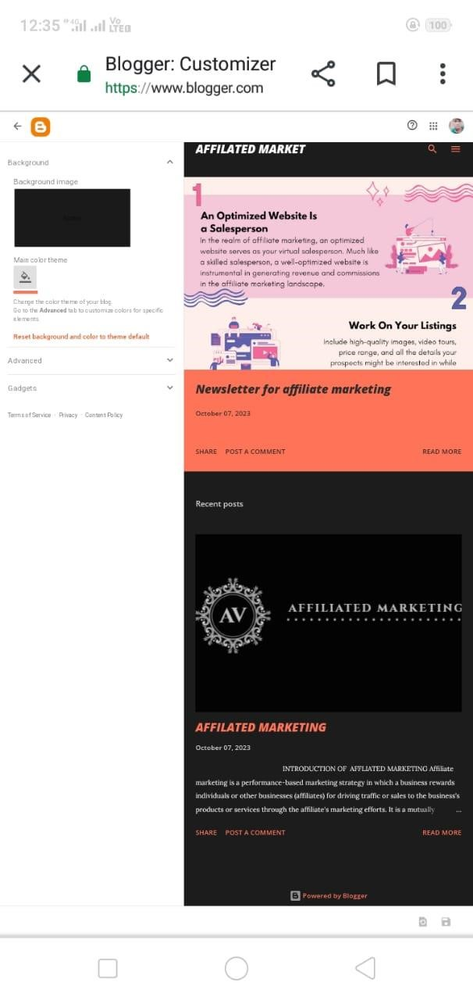 12:35
4G
Vo
LTE
100
Blogger: Customizer
https://www.blogger.com
Background
Background image
Main color theme
Change the color theme of your blog.
Go to the Advanced tab to customize colors for specific
elements.
Reset background and color to theme default
Advanced
Gadgets
Terms of Service · Privacy · Content Policy
AFFILATED MARKET
1
An Optimized Website Is
a Salesperson
In the realm of affiliate marketing, an optimized
website serves as your virtual salesperson. Much like
a skilled salesperson, a well-optimized website is
instrumental in generating revenue and commissions
in the affiliate marketing landscape.
2
Work On Your Listings
Include high-quality images, video tours,
price range, and all the details your
prospects might be interested in while
Newsletter for affiliate marketing
October 07, 2023
SHARE POST A COMMENT READ MORE
Recent posts
AV
AFFILIATED MARKETING
AFFILATED MARKETING
October 07, 2023
INTRODUCTION OF AFFLIATED MARKETING Affiliate
marketing is a performance-based marketing strategy in which a business rewards
individuals or other businesses (affiliates) for driving traffic or sales to the business's
products or services through the affiliate's marketing efforts. It is a mutually ...
SHARE POST A COMMENT READ MORE
Powered by Blogger